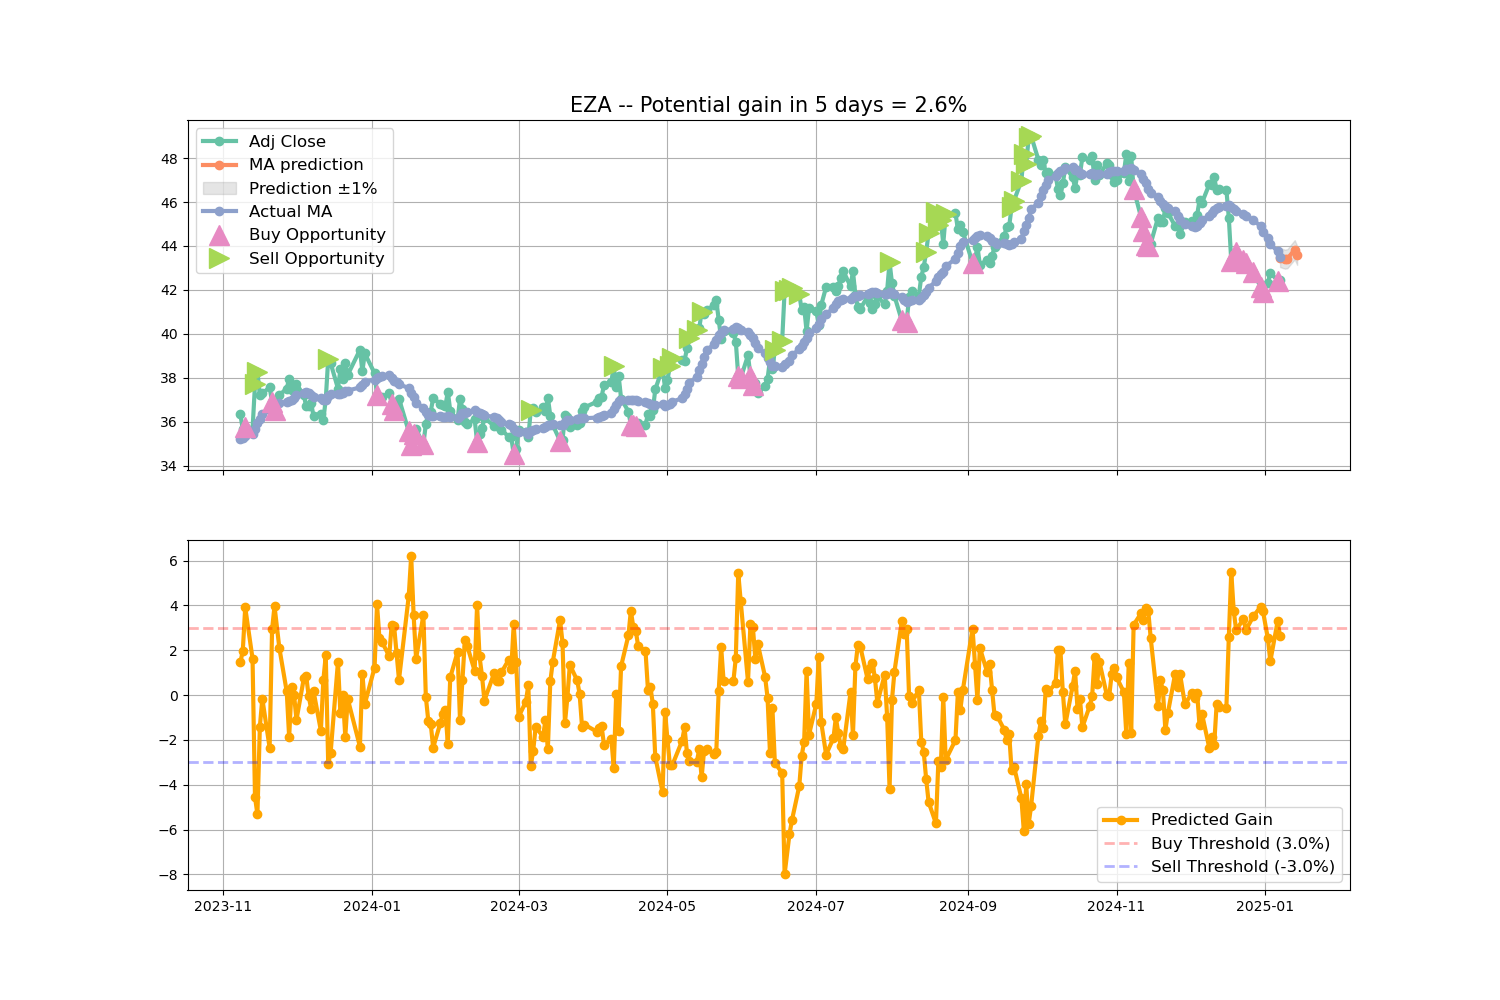 EZA -- Potential gain in 5 days = 2.6%
Adj Close
MA prediction
Prediction ±1%
Actual MA
Buy Opportunity
Sell Opportunity
48
46
44
42
40
38
36
34
6
4
2
0
−2
−4
−6
−8
Predicted Gain
Buy Threshold (3.0%)
Sell Threshold (-3.0%)
2023-11
2024-01
2024-03
2024-05
2024-07
2024-09
2024-11
2025-01